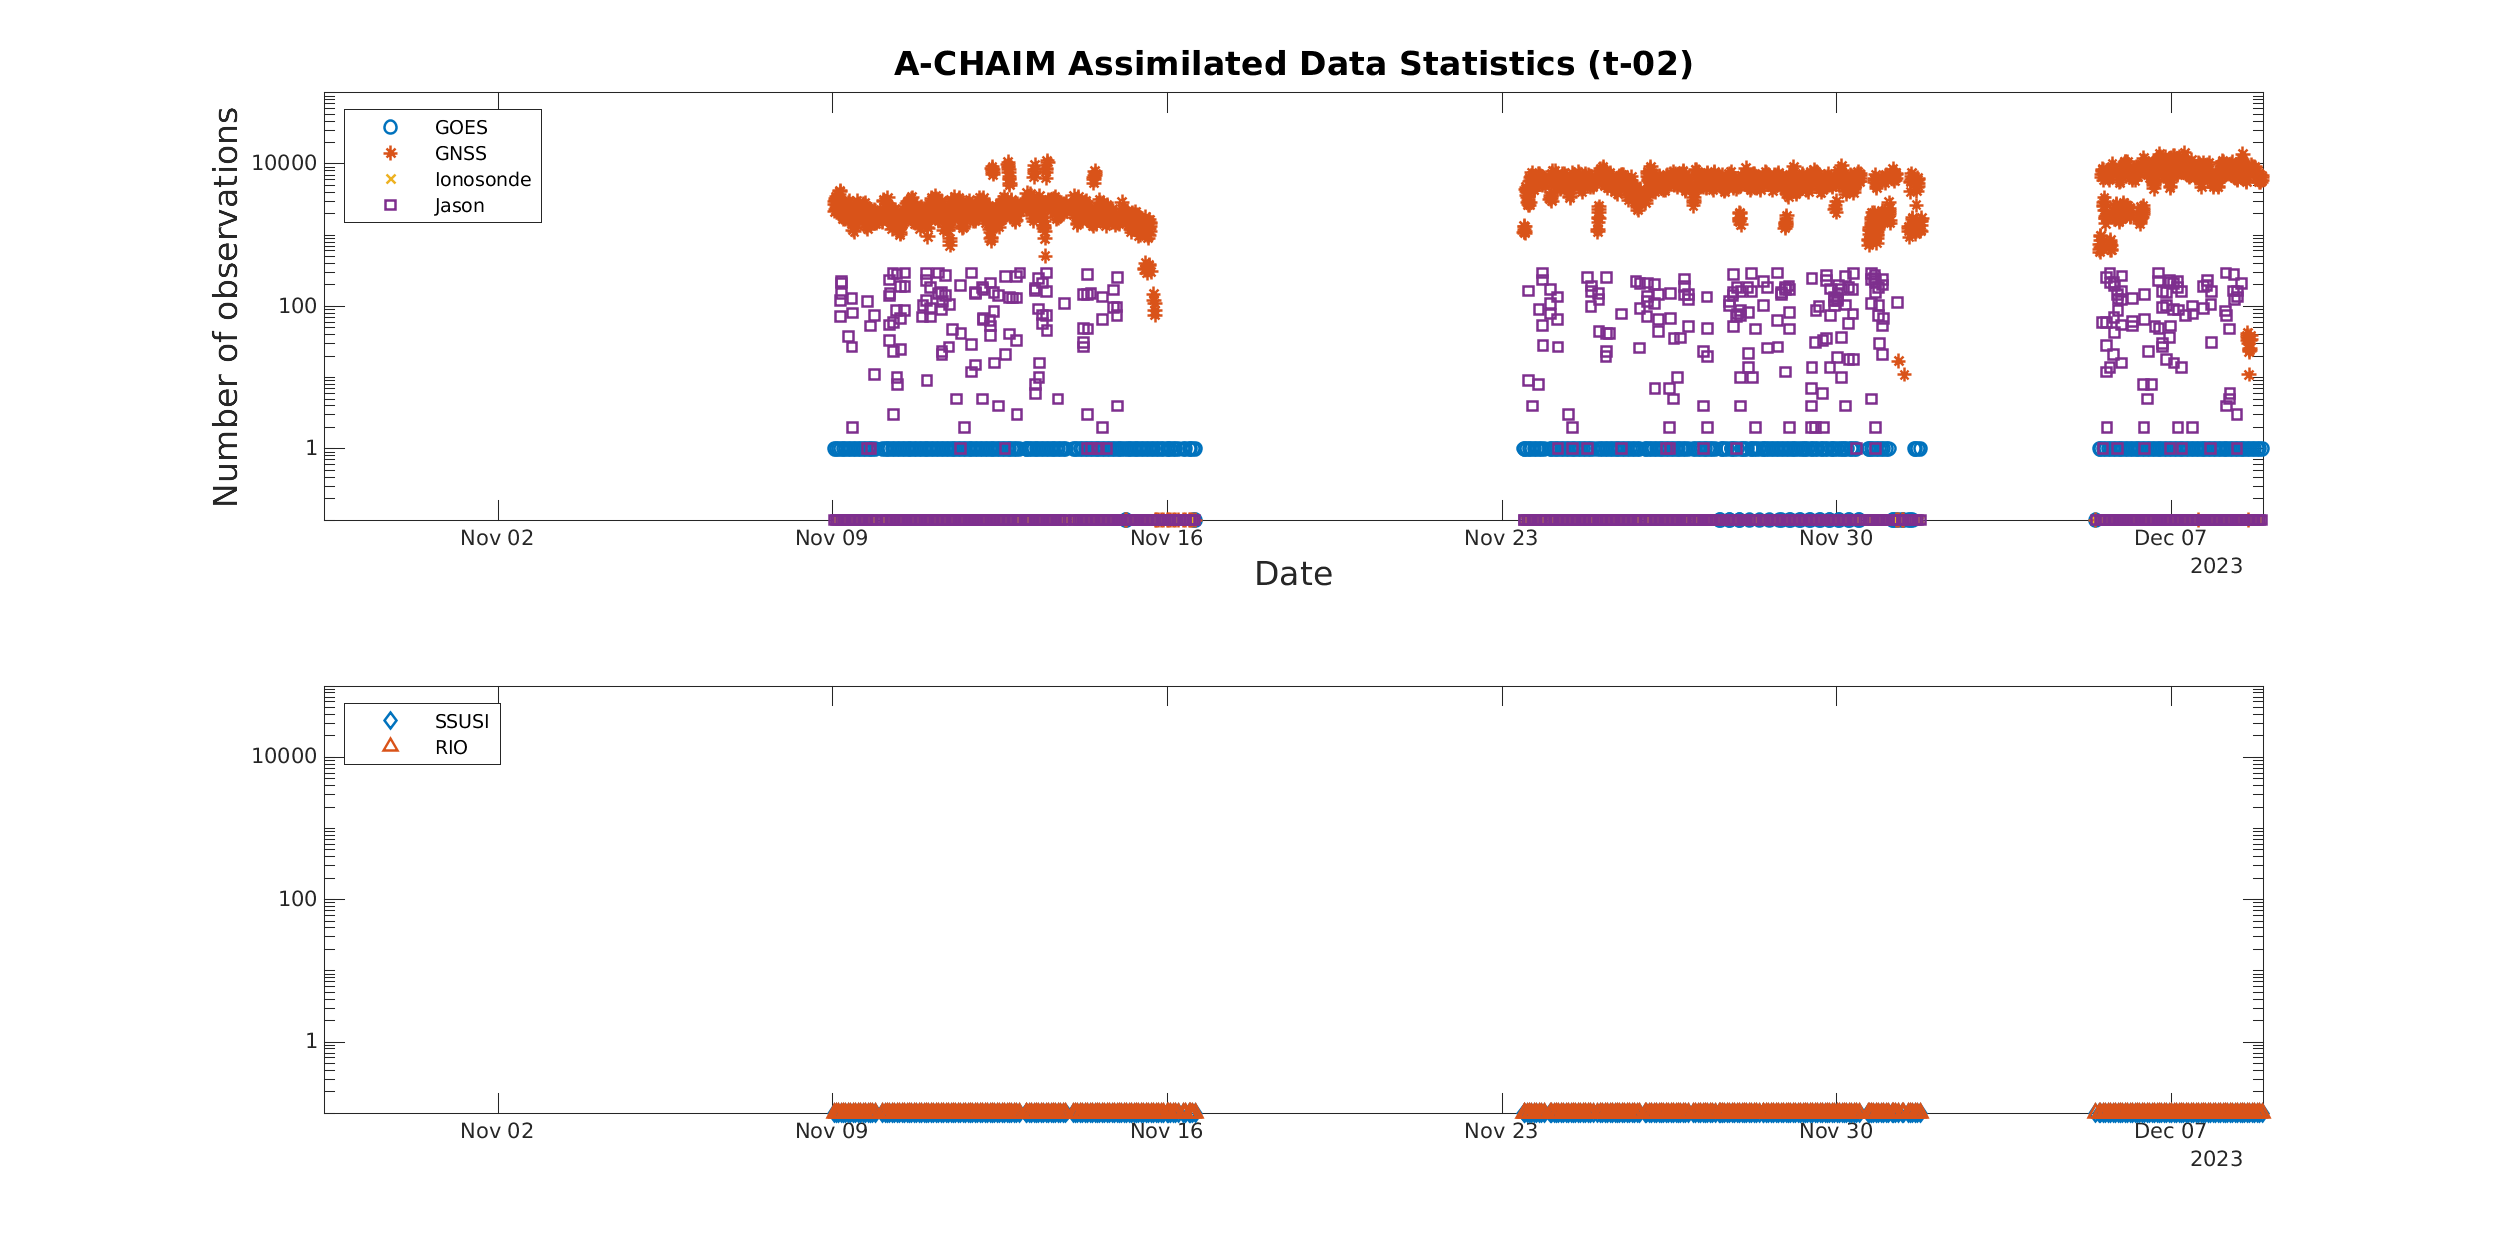 A-CHAIM Assimilated Data Statistics (t-02)
Number of observations
10000
100
1
GOES
GNSS
Ionosonde
Jason
Nov 02 Nov 09 Nov 16 Nov 23 Nov 30 Dec 07
2023
Date
10000
100
1
SSUSI
RIO
Nov 02 Nov 09 Nov 16 Nov 23 Nov 30 Dec 07
2023